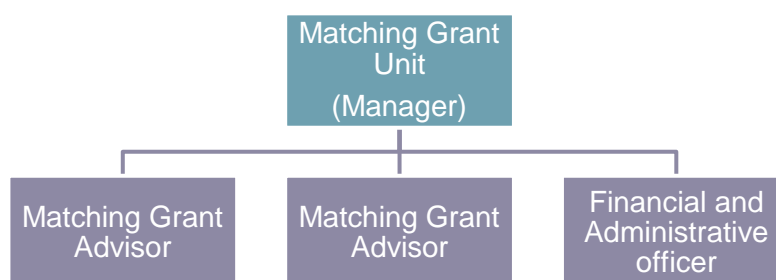 Matching Grant
Unit
(Manager)
Matching Grant
Advisor
Matching Grant
Advisor
Financial and
Administrative
officer